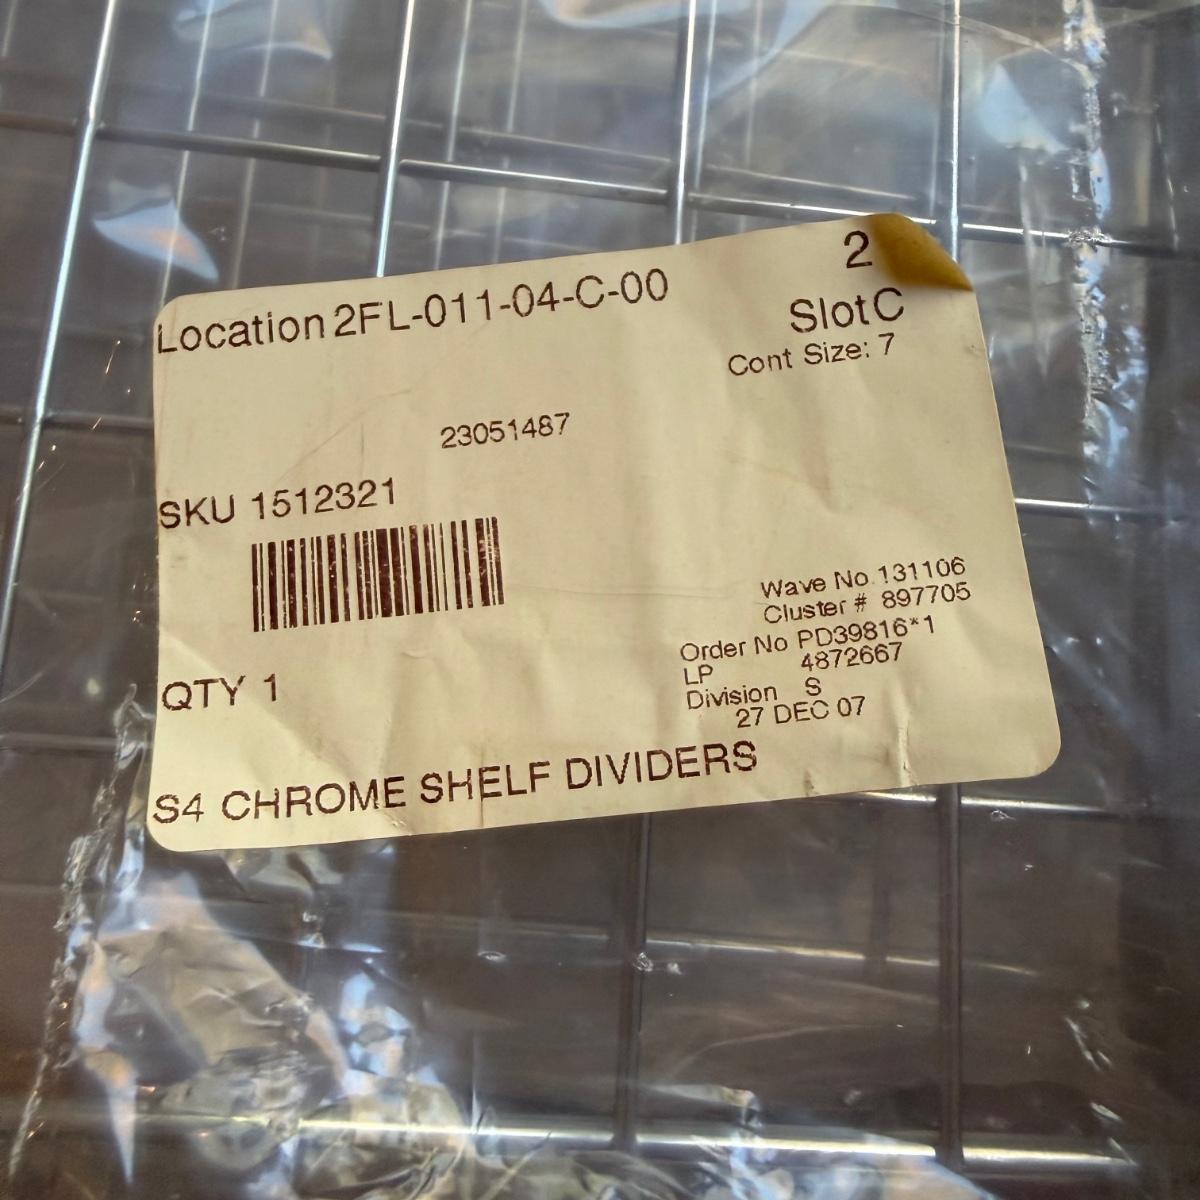 2
Location 2FL-011-04-C-00
Slot C
Cont Size: 7
23051487
SKU 1512321
Wave No 131106
Cluster # 897705
Order No PD39816*1
LP 4872667
QTY 1
Division S
27 DEC 07
S4 CHROME SHELF DIVIDERS